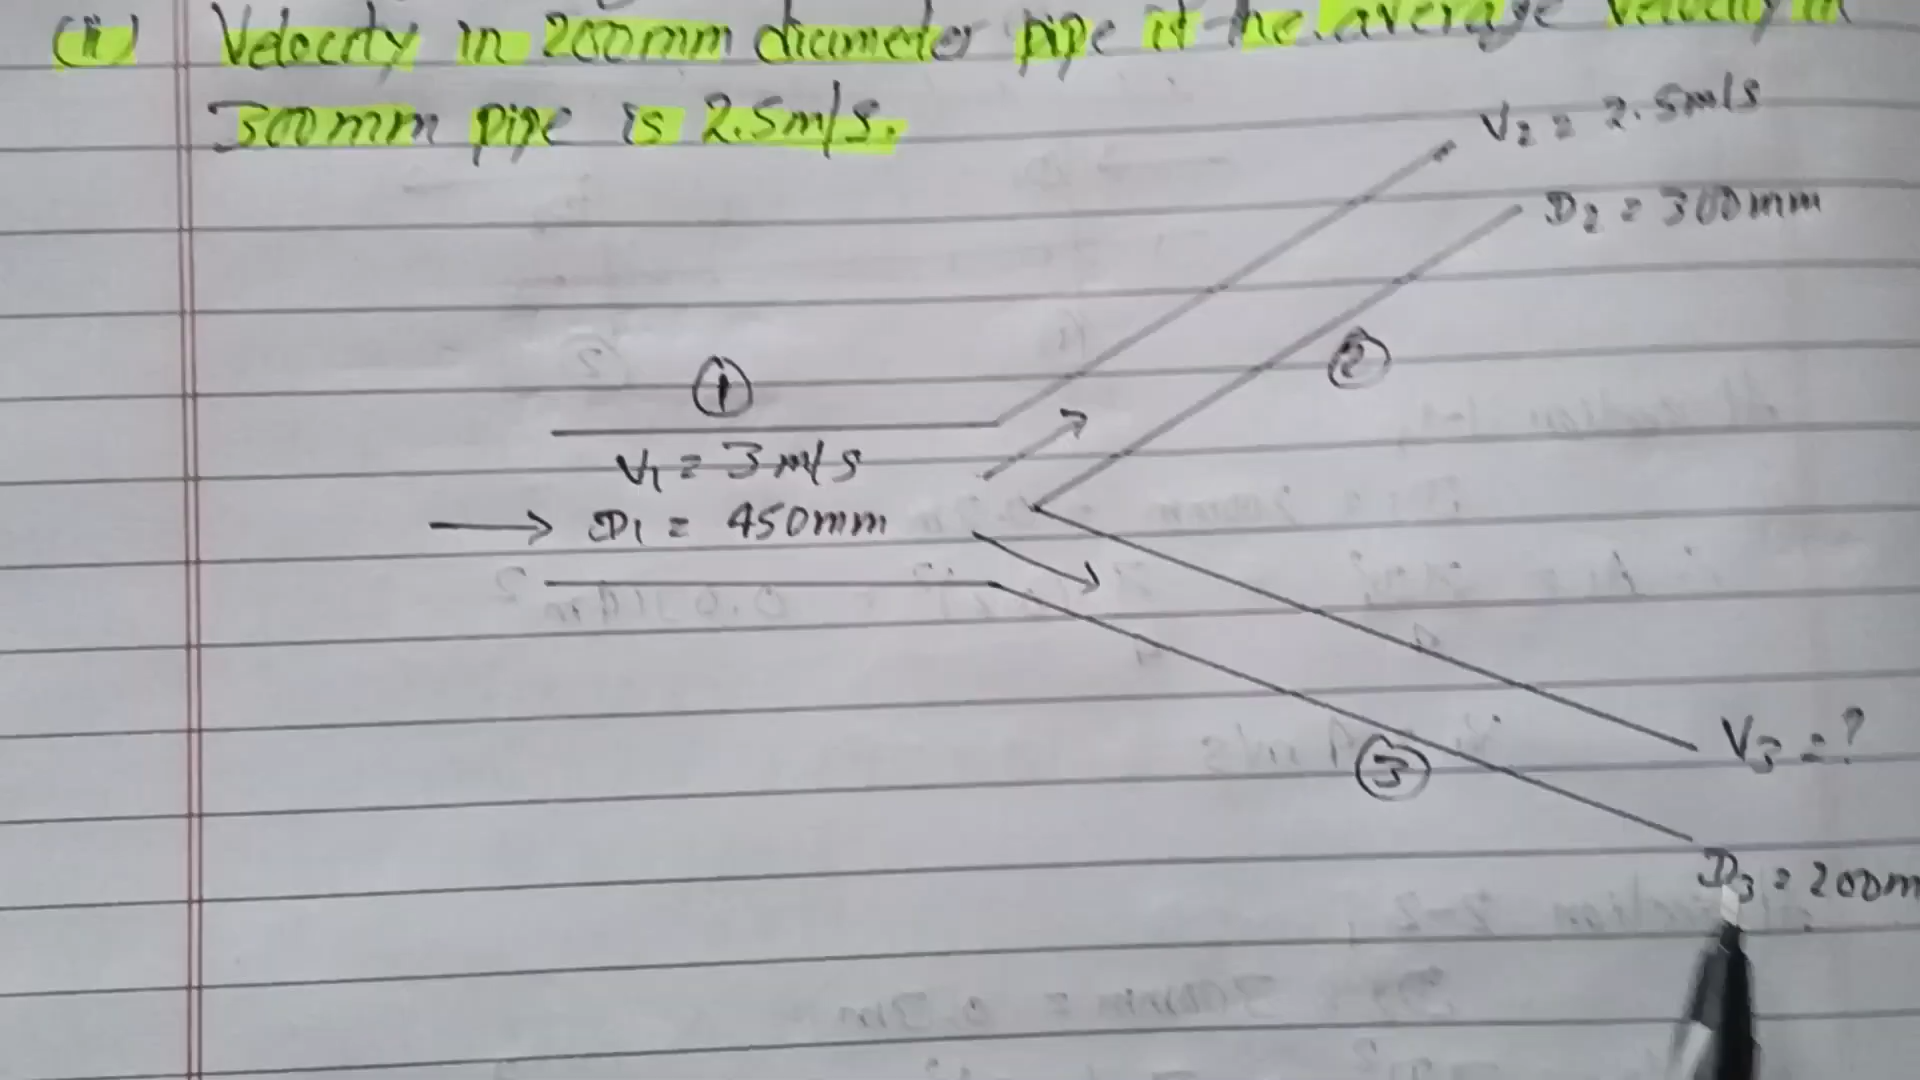 (ii) Velocity in 200mm diameter pipe if the average velocity in
300mm pipe is 2.5m/s.
V2 = 2.5m/s
D2 = 300mm
①
②
V1 = 3m/s
D1 = 450mm
V3 = ?
③
D3 = 200m